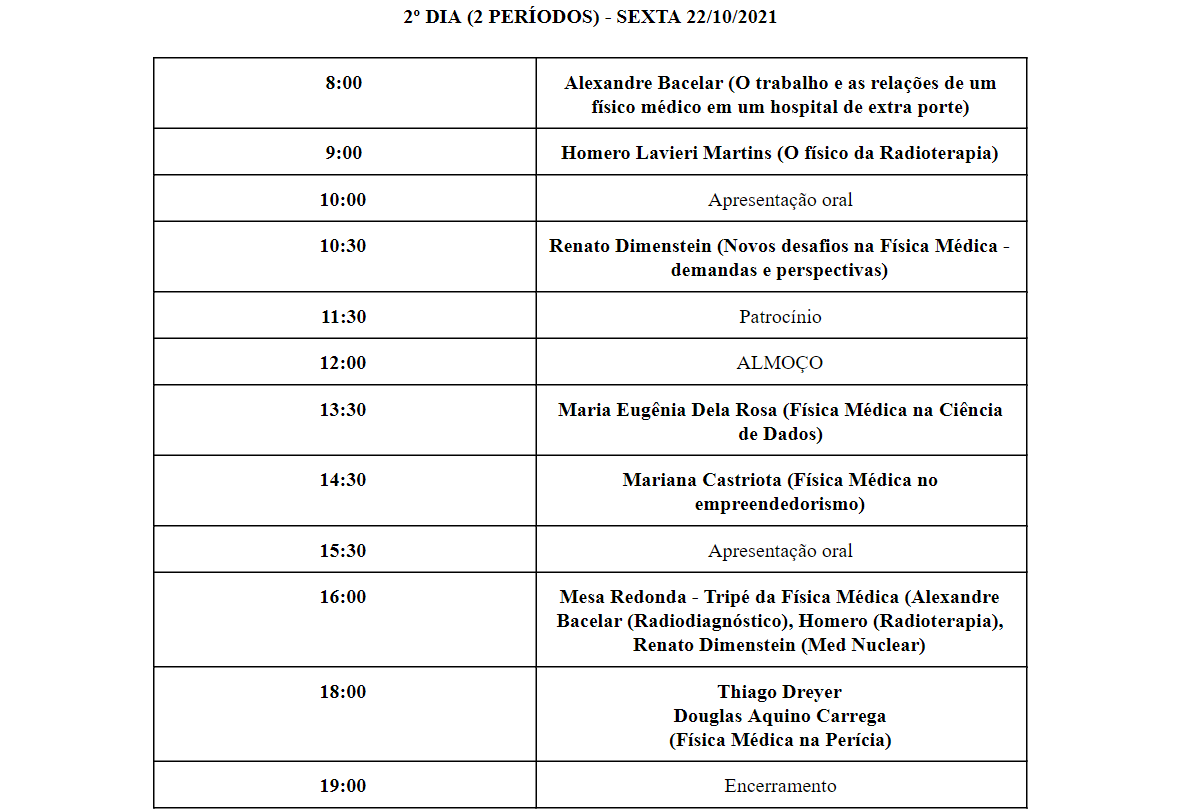 2º DIA (2 PERÍODOS) - SEXTA 22/10/2021
8:00
Alexandre Bacelar (O trabalho e as relações de um
físico médico em um hospital de extra porte)
9:00
Homero Lavieri Martins (O físico da Radioterapia)
10:00
Apresentação oral
10:30
Renato Dimenstein (Novos desafios na Física Médica -
demandas e perspectivas)
11:30
Patrocínio
12:00
ALMOÇO
13:30
Maria Eugênia Dela Rosa (Física Médica na Ciência
de Dados)
14:30
Mariana Castriota (Física Médica no
empreendedorismo)
15:30
Apresentação oral
16:00
Mesa Redonda - Tripé da Física Médica (Alexandre
Bacelar (Radiodiagnóstico), Homero (Radioterapia),
Renato Dimenstein (Med Nuclear)
18:00
Thiago Dreyer
Douglas Aquino Carrega
(Física Médica na Perícia)
19:00
Encerramento